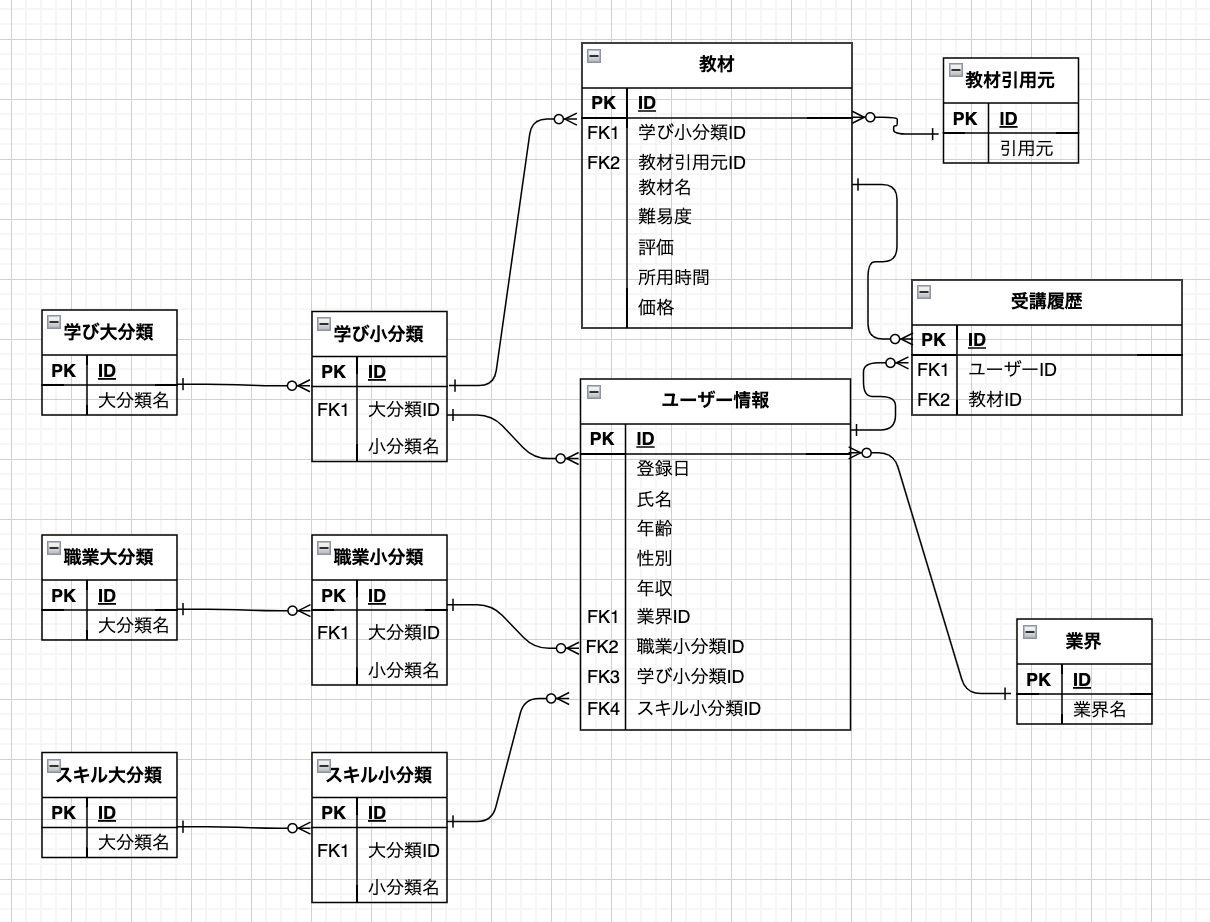 教材
PK ID
FK1 学び小分類ID
FK2 教材引用元ID
教材名
難易度
評価
所用時間
価格
教材引用元
PK ID
引用元
受講履歴
PK ID
FK1 ユーザーID
FK2 教材ID
学び大分類
PK ID
大分類名
学び小分類
PK ID
FK1 大分類ID
小分類名
ユーザー情報
PK ID
登録日
氏名
年齢
性別
年収
FK1 業界ID
FK2 職業小分類ID
FK3 学び小分類ID
FK4 スキル小分類ID
職業大分類
PK ID
大分類名
職業小分類
PK ID
FK1 大分類ID
小分類名
業界
PK ID
業界名
スキル大分類
PK ID
大分類名
スキル小分類
PK ID
FK1 大分類ID
小分類名